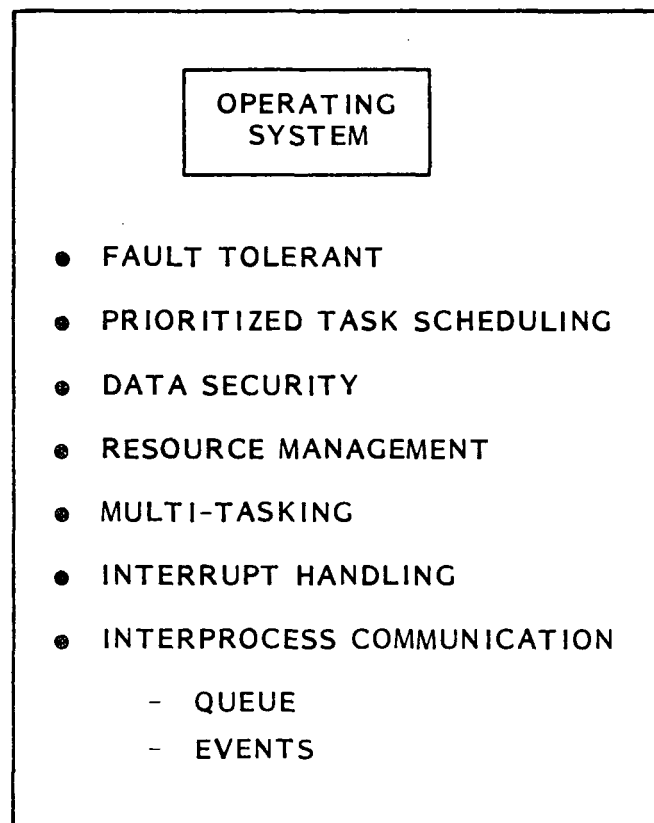 OPERATING
SYSTEM
● FAULT TOLERANT
● PRIORITIZED TASK SCHEDULING
● DATA SECURITY
● RESOURCE MANAGEMENT
● MULTI-TASKING
● INTERRUPT HANDLING
● INTERPROCESS COMMUNICATION
- QUEUE
- EVENTS